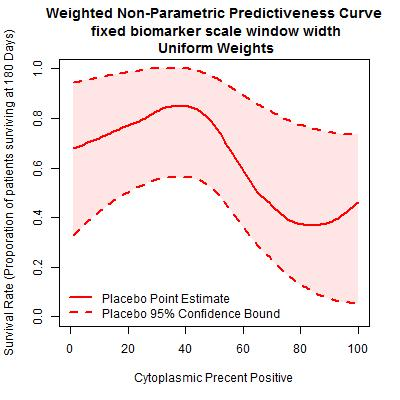 Weighted Non-Parametric Predictiveness Curve
fixed biomarker scale window width
Uniform Weights
Survival Rate (Proporation of patients surviving at 180 Days)
1.0
0.8
0.6
0.4
0.2
0.0
Placebo Point Estimate
Placebo 95% Confidence Bound
0 20 40 60 80 100
Cytoplasmic Precent Positive